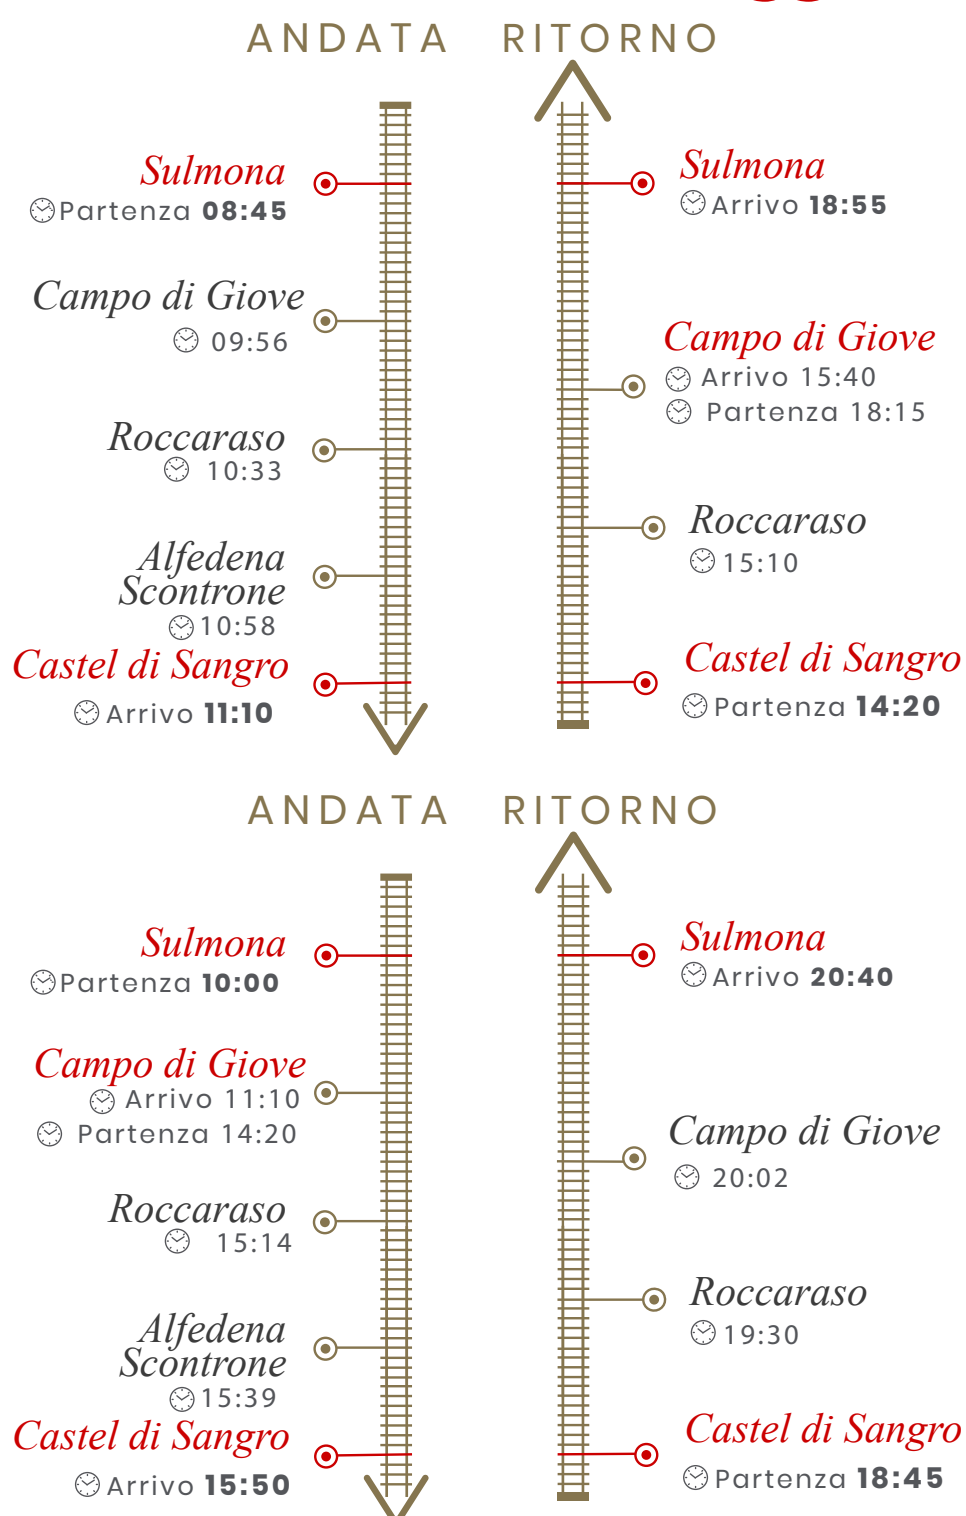 ANDATA
Sulmona
Partenza 08:45
Campo di Giove
09:56
Roccaraso
10:33
Alfedena
Scontrone
10:58
Castel di Sangro
Arrivo 11:10
RITORNO
Sulmona
Arrivo 18:55
Campo di Giove
Arrivo 15:40
Partenza 18:15
Roccaraso
15:10
Castel di Sangro
Partenza 14:20
ANDATA
Sulmona
Partenza 10:00
Campo di Giove
Arrivo 11:10
Partenza 14:20
Roccaraso
15:14
Alfedena
Scontrone
15:39
Castel di Sangro
Arrivo 15:50
RITORNO
Sulmona
Arrivo 20:40
Campo di Giove
20:02
Roccaraso
19:30
Castel di Sangro
Partenza 18:45